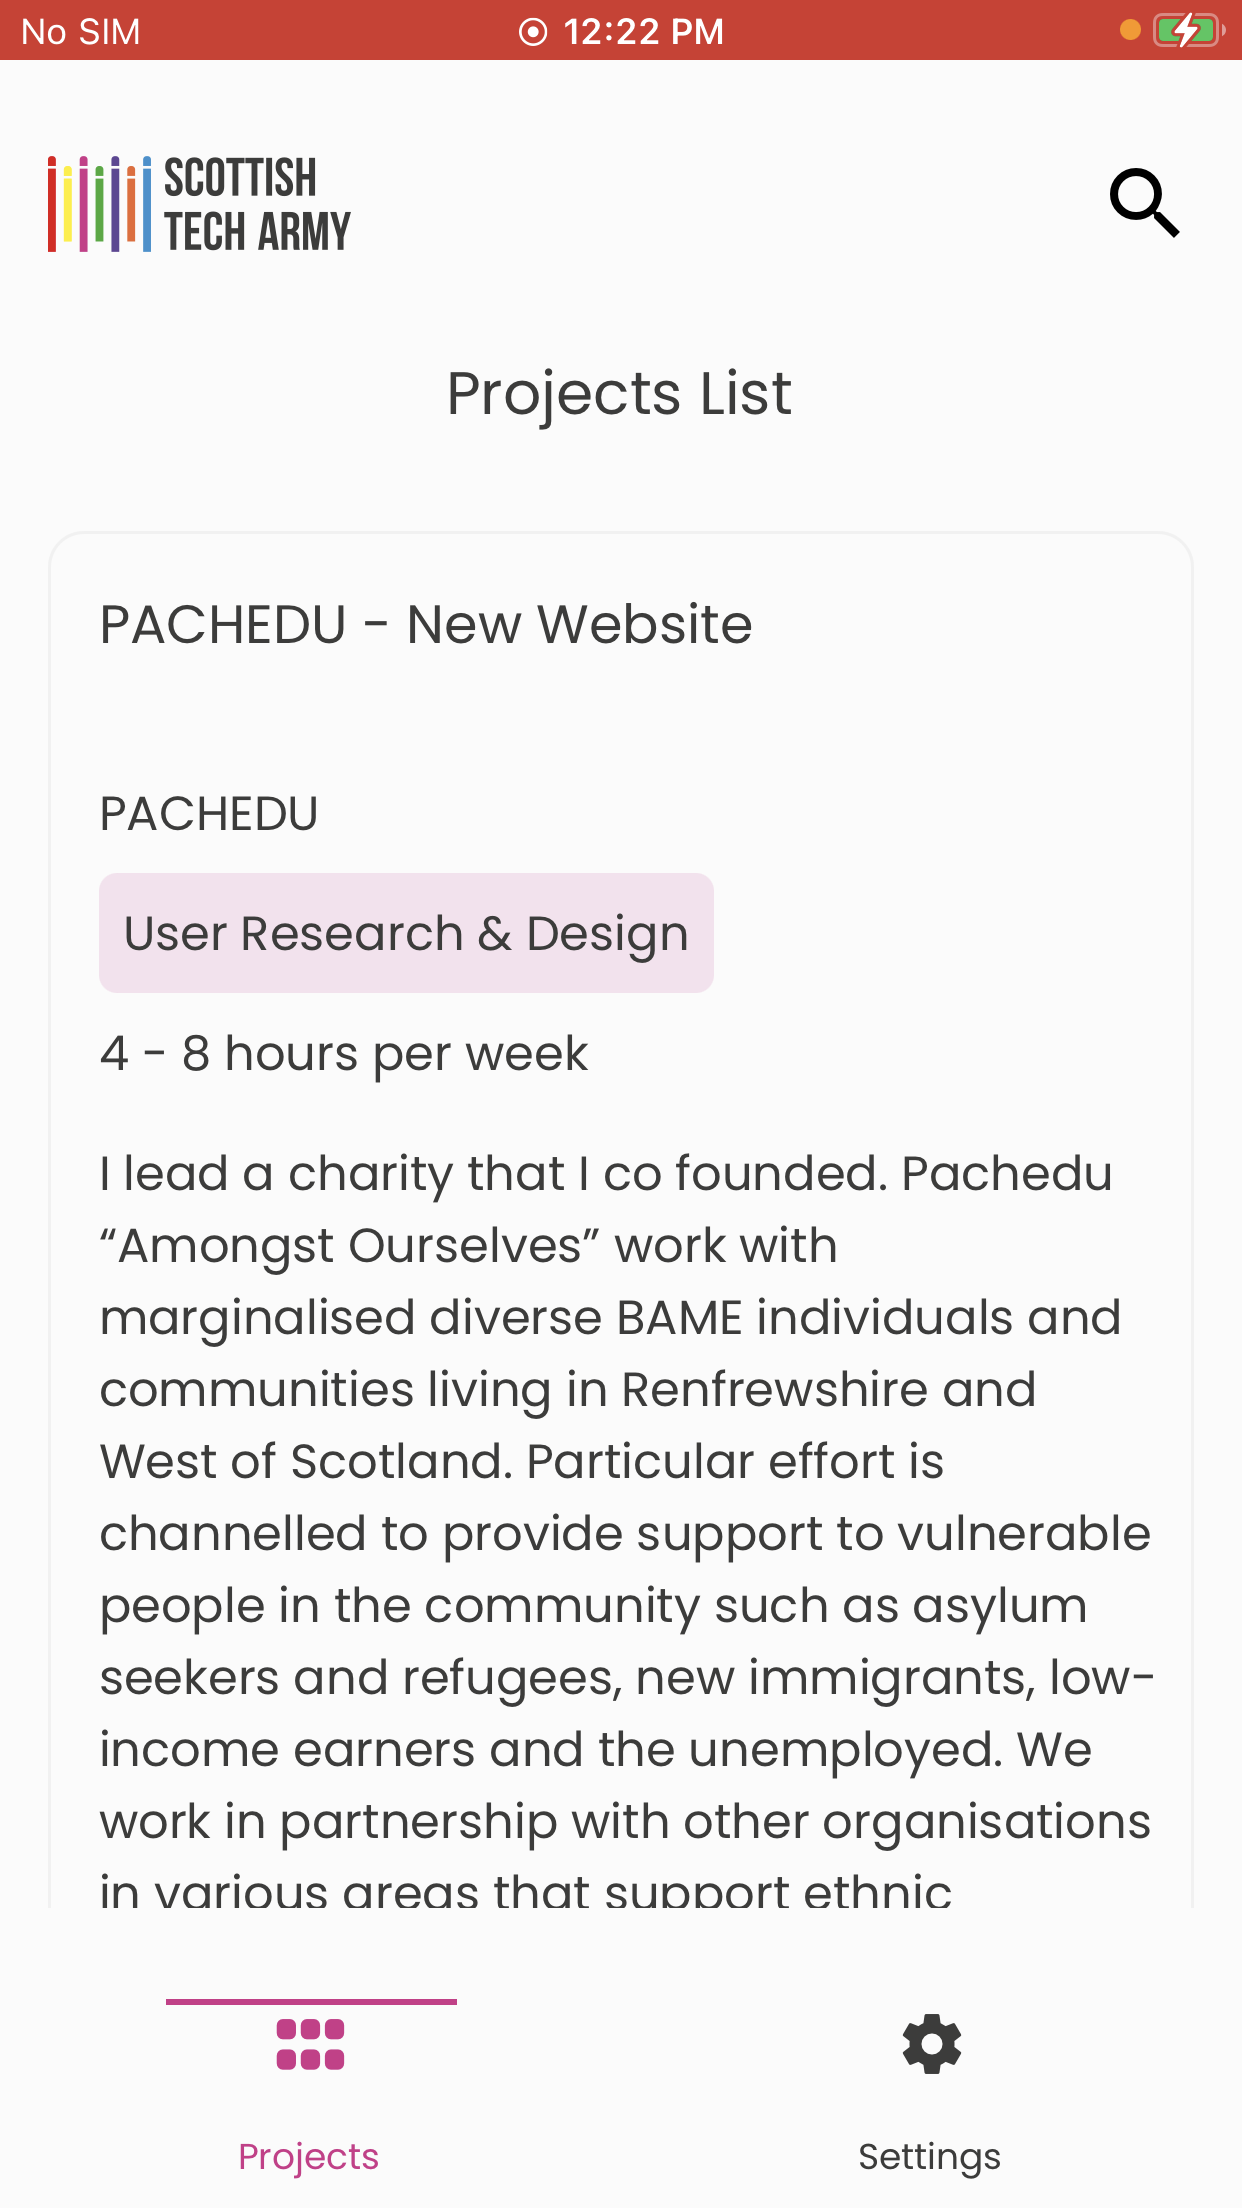 No SIM
12:22 PM
SCOTTISH
TECH ARMY
Projects List
PACHEDU - New Website
PACHEDU
User Research & Design
4 - 8 hours per week
I lead a charity that I co founded. Pachedu
“Amongst Ourselves” work with
marginalised diverse BAME individuals and
communities living in Renfrewshire and
West of Scotland. Particular effort is
channelled to provide support to vulnerable
people in the community such as asylum
seekers and refugees, new immigrants, low-
income earners and the unemployed. We
work in partnership with other organisations
in various areas that support ethnic
Projects
Settings